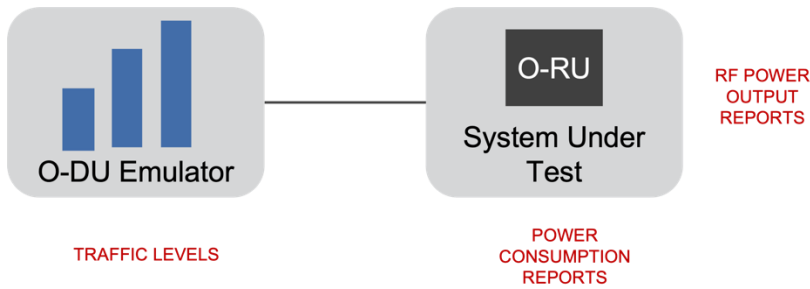 O-DU Emulator
O-RU
System Under
Test
RF POWER
OUTPUT
REPORTS
TRAFFIC LEVELS
POWER
CONSUMPTION
REPORTS